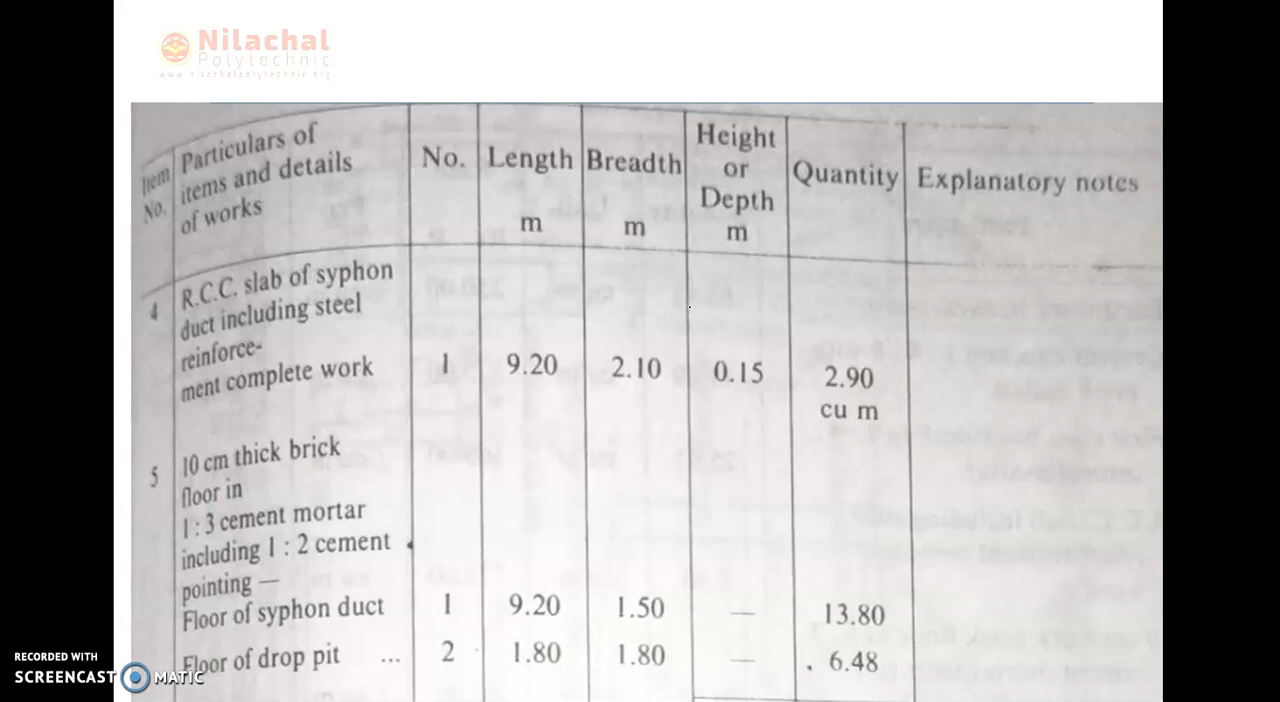 Nilachal
Polytechnic
www.nilachalpolytechnic.org
Item No. Particulars of items and details of works No. Length m Breadth m Height or Depth m Quantity Explanatory notes
4 R.C.C. slab of syphon
duct including steel
reinforce-
ment complete work 1 9.20 2.10 0.15 2.90
cu m
5 10 cm thick brick
floor in
1 : 3 cement mortar
including 1 : 2 cement
pointing —
Floor of syphon duct 1 9.20 1.50 — 13.80
Floor of drop pit ... 2 1.80 1.80 — 6.48
RECORDED WITH
SCREENCAST MATIC